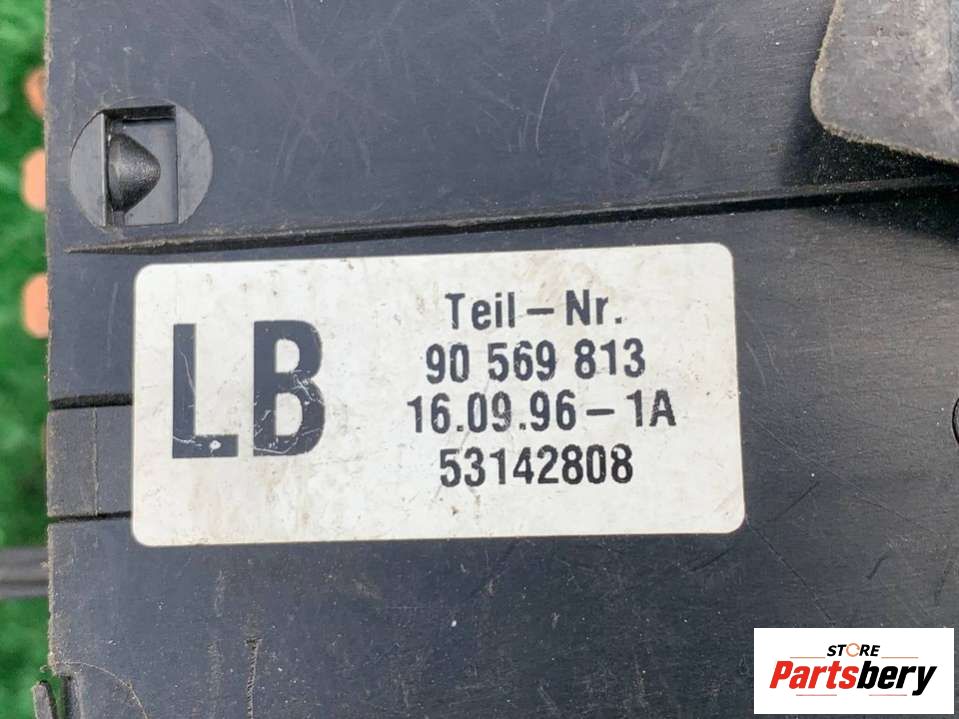 LB
Teil-Nr.
90 569 813
16.09.96-1A
53142808
STORE
Partsbery